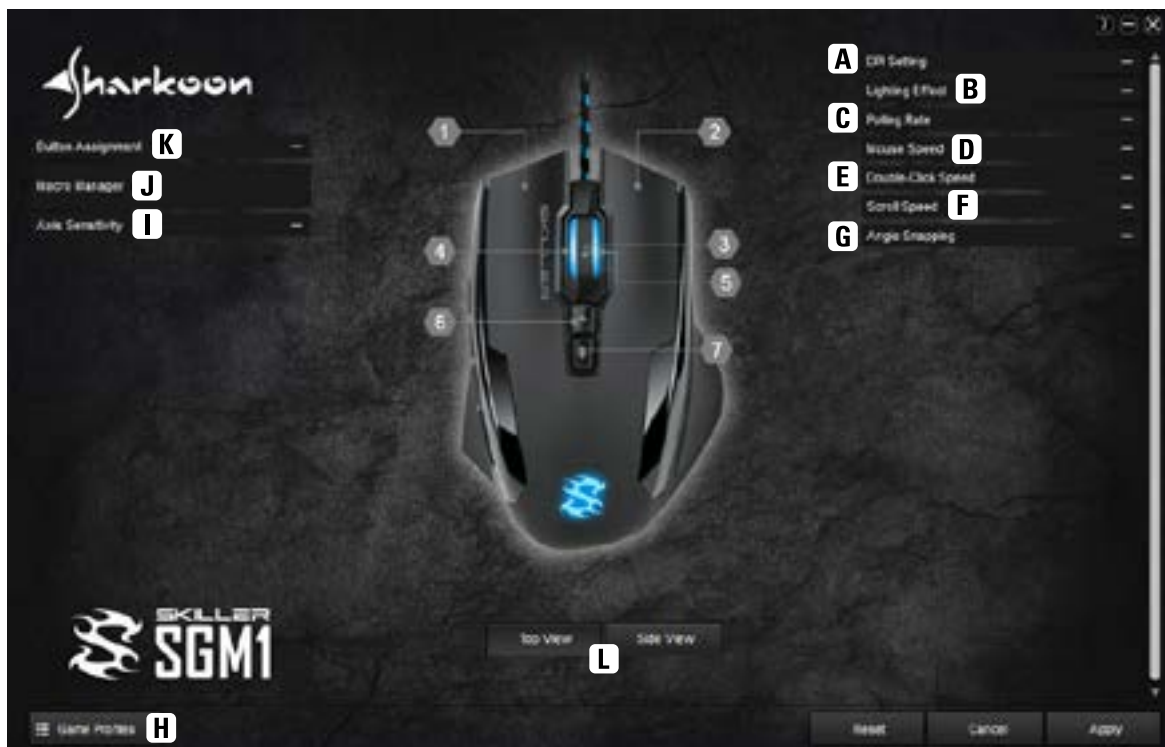 Sharkoon
A DPI Setting
Lighting Effect B
C Polling Rate
Mouse Speed D
E Double-Click Speed
Scroll Speed F
G Angle Snapping
Button Assignment K
Macro Manager J
Axis Sensitivity I
1
2
3
4
5
6
7
SKILLER
SGM1
Top View
Side View
L
Game Profiles H
Reset
Cancel
Apply